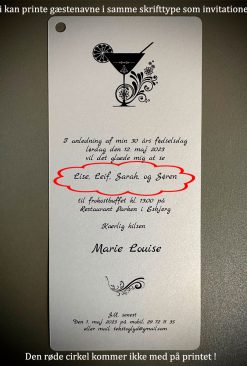 i kan printe gæstenavne i samme skrifttype som invitationen
I anledning af min 30 års fødselsdag
lørdag den 12. maj 2023
vil det glæde mig at se
Lise, Leif, Sarah, og Søren
til frokostbuffet kl. 13:00 på
Restaurant Parken i Esbjerg
Kærlig hilsen
Marie Louise
S.U. senest
Den 1. maj 2023 på mobil. 29 72 11 35
eller mail.
Den røde cirkel kommer ikke med på printet !